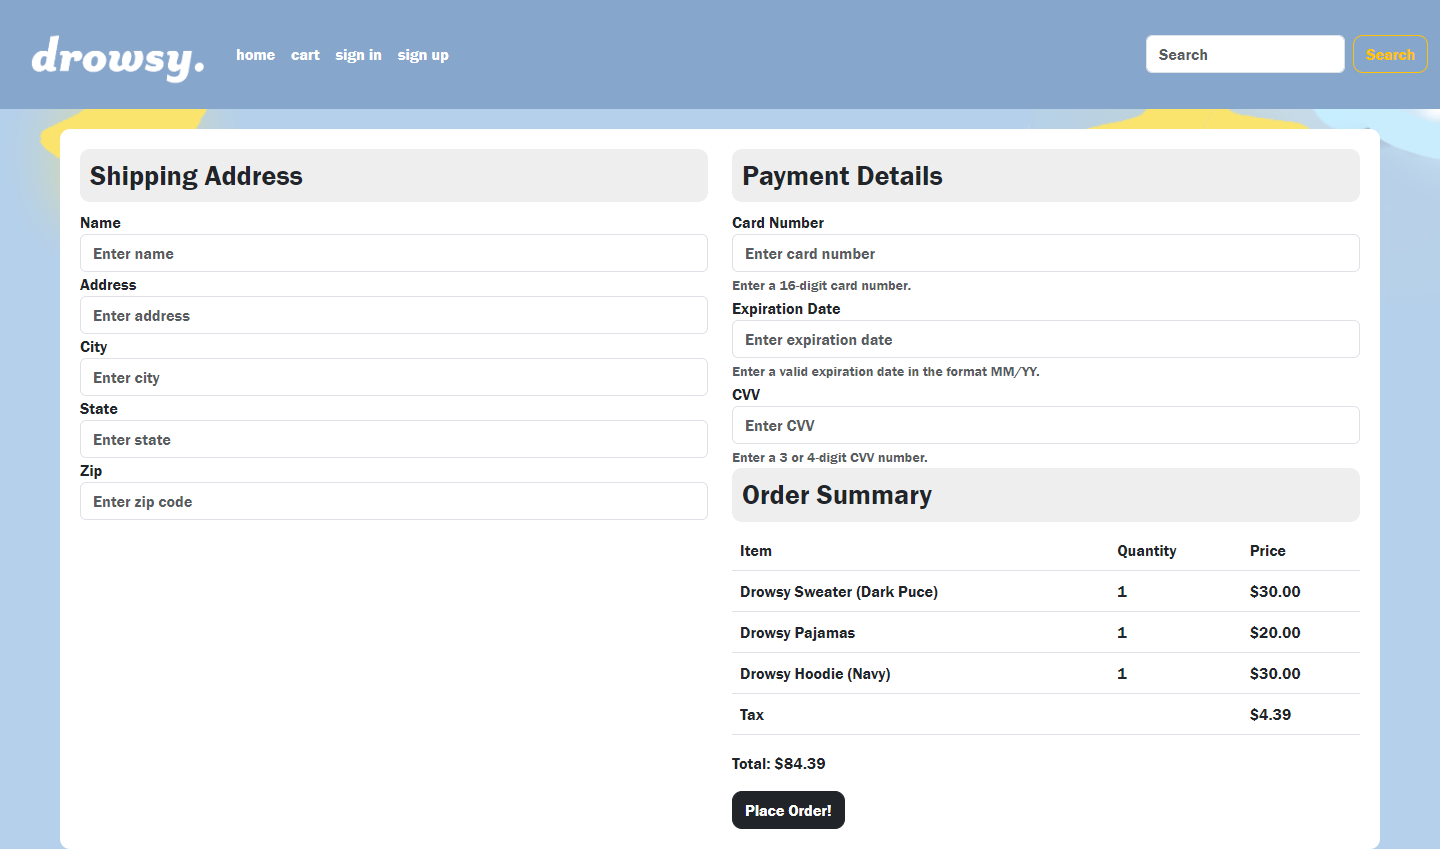 drowsy.
home cart sign in sign up
Search Search
Shipping Address
Name
Enter name
Address
Enter address
City
Enter city
State
Enter state
Zip
Enter zip code
Payment Details
Card Number
Enter card number
Enter a 16-digit card number.
Expiration Date
Enter expiration date
Enter a valid expiration date in the format MM/YY.
CVV
Enter CVV
Enter a 3 or 4-digit CVV number.
Order Summary
Item Quantity Price
Drowsy Sweater (Dark Puce) 1 $30.00
Drowsy Pajamas 1 $20.00
Drowsy Hoodie (Navy) 1 $30.00
Tax $4.39
Total: $84.39
Place Order!